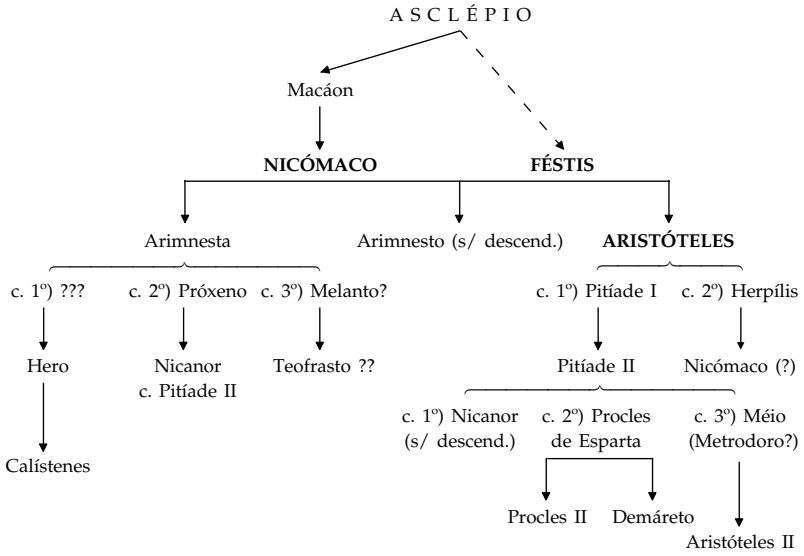 A S C L É P I O
Macáon
NICÓMACO FÉSTIS
Arimnesta Arimnesto (s/ descend.) ARISTÓTELES
c. 1º) ??? c. 2º) Próxeno c. 3º) Melanto? c. 1º) Pitíade I c. 2º) Herpílis
Hero Nicanor Teofrasto ?? Pitíade II Nicómaco (?)
c. Pitíade II
c. 1º) Nicanor c. 2º) Procles c. 3º) Méio
(s/ descend.) de Esparta (Metrodoro?)
Calístenes
Procles II Demáreto
Aristóteles II